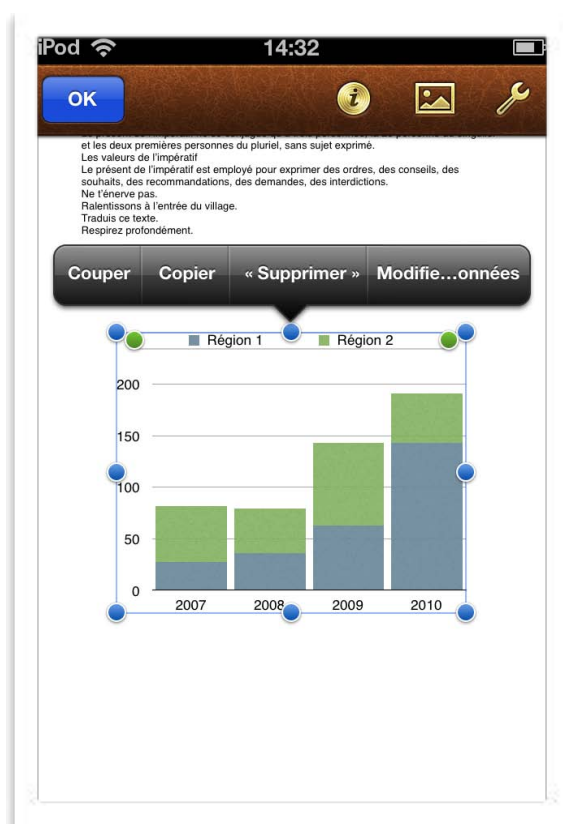 iPod 14:32
OK
et les deux premières personnes du pluriel, sans sujet exprimé.
Les valeurs de l'impératif
Le présent de l'impératif est employé pour exprimer des ordres, des conseils, des
souhaits, des recommandations, des demandes, des interdictions.
Ne t'énerve pas.
Ralentissons à l'entrée du village.
Traduis ce texte.
Respirez profondément.
Couper Copier « Supprimer » Modifie…onnées
Région 1 Région 2
200
150
100
50
0
2007 2008 2009 2010